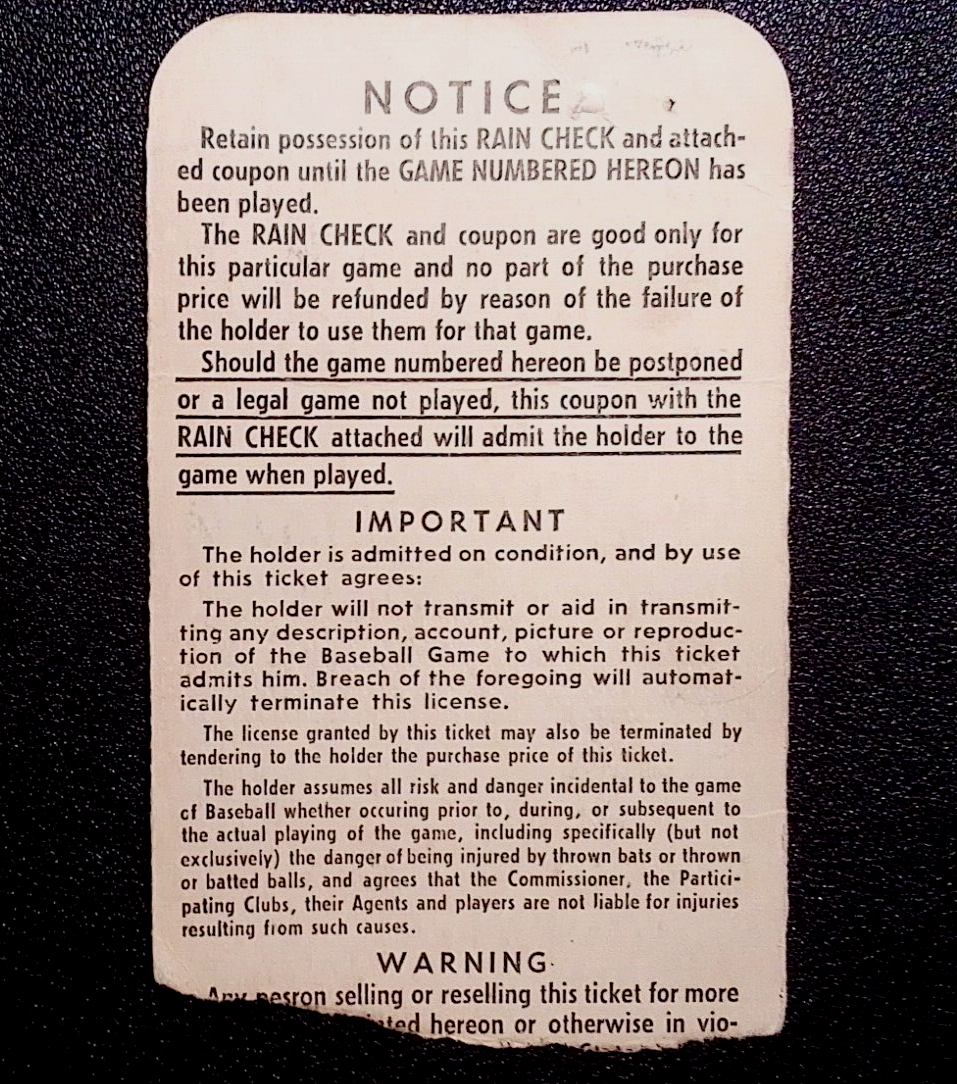 NOTICE
Retain possession of this RAIN CHECK and attach-
ed coupon until the GAME NUMBERED HEREON has
been played.
The RAIN CHECK and coupon are good only for
this particular game and no part of the purchase
price will be refunded by reason of the failure of
the holder to use them for that game.
Should the game numbered hereon be postponed
or a legal game not played, this coupon with the
RAIN CHECK attached will admit the holder to the
game when played.
IMPORTANT
The holder is admitted on condition, and by use
of this ticket agrees:
The holder will not transmit or aid in transmit-
ting any description, account, picture or reproduc-
tion of the Baseball Game to which this ticket
admits him. Breach of the foregoing will automat-
ically terminate this license.
The license granted by this ticket may also be terminated by
tendering to the holder the purchase price of this ticket.
The holder assumes all risk and danger incidental to the game
of Baseball whether occuring prior to, during, or subsequent to
the actual playing of the game, including specifically (but not
exclusively) the danger of being injured by thrown bats or thrown
or batted balls, and agrees that the Commissioner, the Partici-
pating Clubs, their Agents and players are not liable for injuries
resulting from such causes.
WARNING
Any pesron selling or reselling this ticket for more
hereon or otherwise in vio-